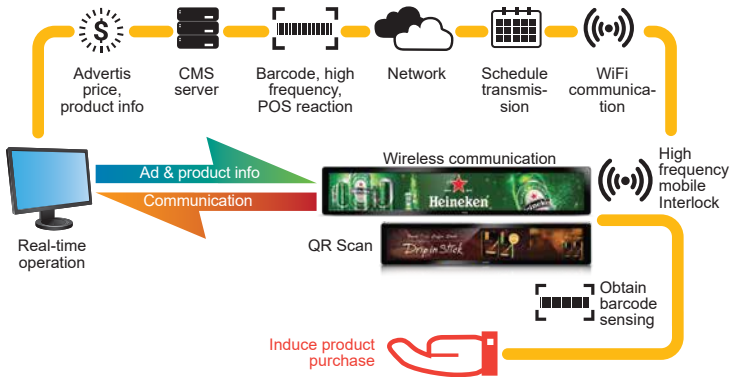 Advertis
price,
product info
CMS
server
Barcode, high
frequency,
POS reaction
Network
Schedule
transmis-
sion
WiFi
communica-
tion
Ad & product info
Communication
Real-time
operation
Wireless communication
Heineken
QR Scan
Drip in Stick
High
frequency
mobile
Interlock
Obtain
barcode
sensing
Induce product
purchase